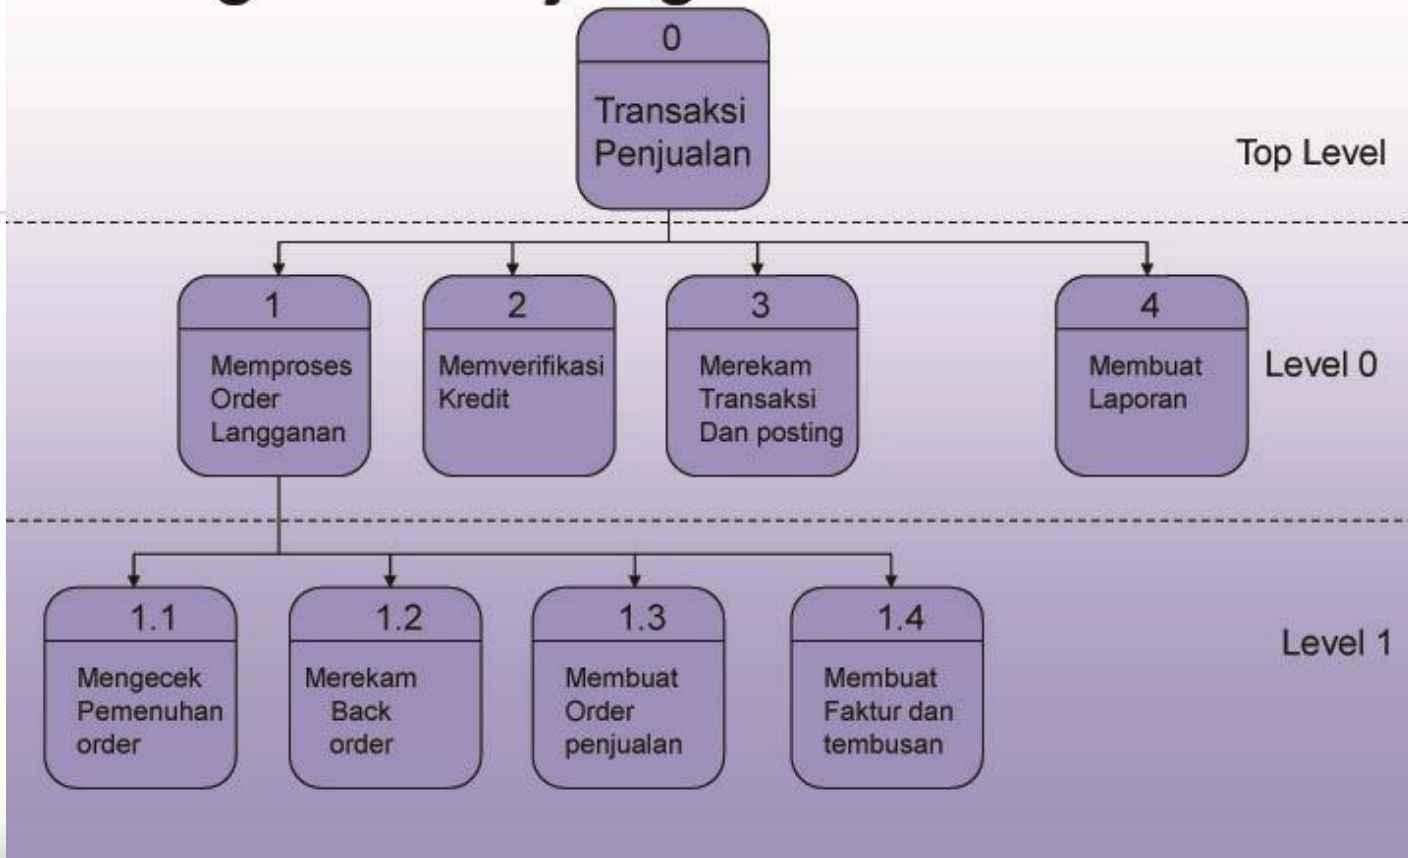 0
Transaksi
Penjualan
Top Level
1
Memproses
Order
Langganan
2
Memverifikasi
Kredit
3
Merekam
Transaksi
Dan posting
4
Membuat
Laporan
Level 0
1.1
Mengecek
Pemenuhan
order
1.2
Merekam
Back
order
1.3
Membuat
Order
penjualan
1.4
Membuat
Faktur dan
tembusan
Level 1